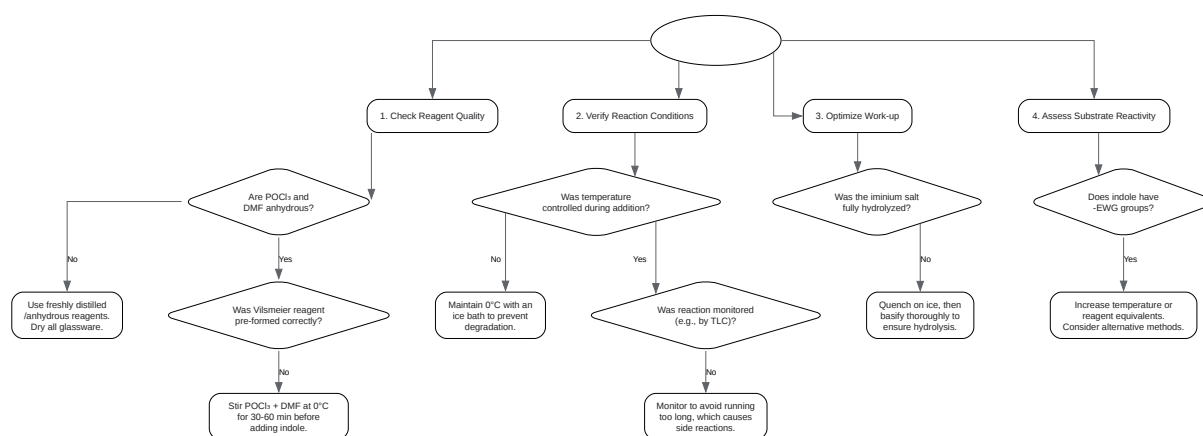 1. Check Reagent Quality
2. Verify Reaction Conditions
3. Optimize Work-up
4. Assess Substrate Reactivity
Are POCl₃ and
DMF anhydrous?
Was temperature
controlled during addition?
Was the iminium salt
fully hydrolyzed?
Does indole have
-EWG groups?
No
Yes
No
Yes
No
Yes
Use freshly distilled
/anhydrous reagents.
Dry all glassware.
Was Vilsmeier reagent
pre-formed correctly?
Maintain 0°C with an
ice bath to prevent
degradation.
Was reaction monitored
(e.g., by TLC)?
Quench on ice, then
basify thoroughly to
ensure hydrolysis.
Increase temperature or
reagent equivalents.
Consider alternative methods.
No
No
Stir POCl₃ + DMF at 0°C
for 30-60 min before
adding indole.
Monitor to avoid running
too long, which causes
side reactions.